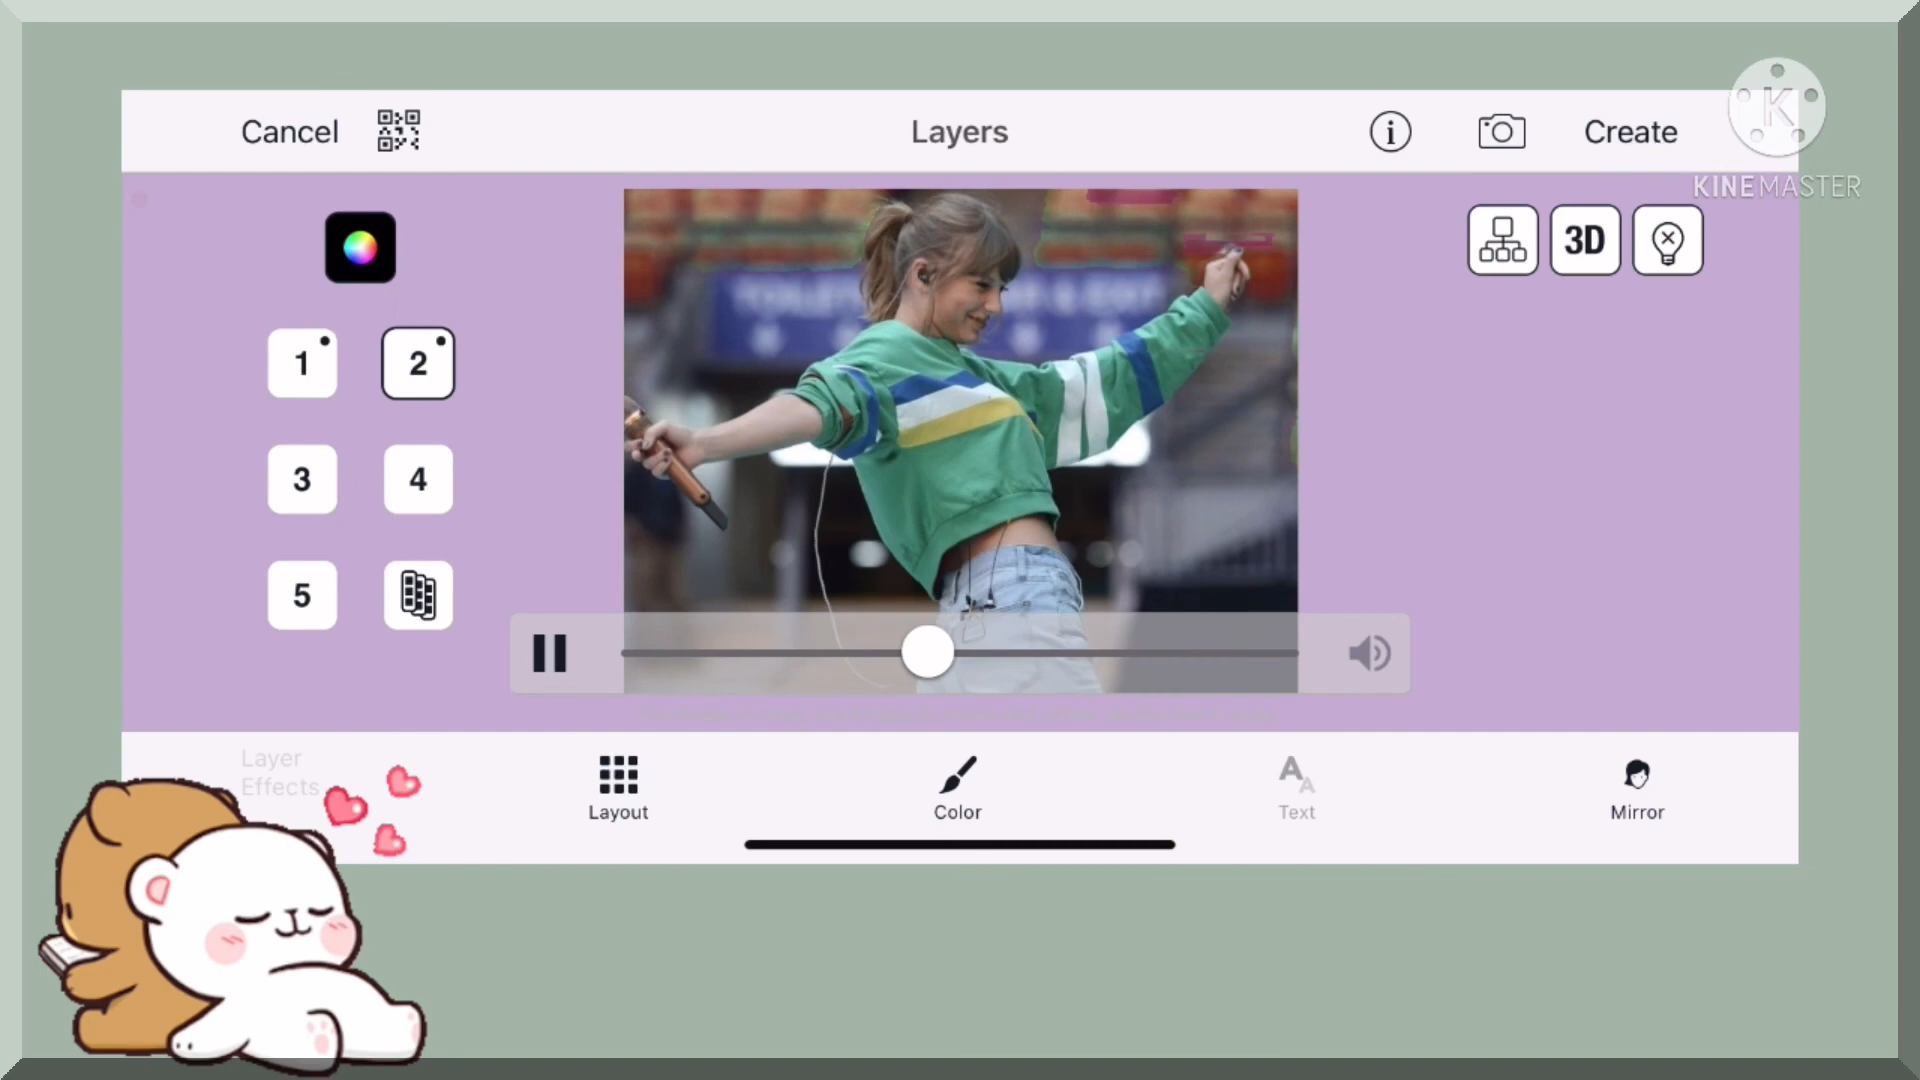 Cancel
Layers
Create
K
KINEMASTER
3D
1
2
3
4
5
Layer
Effects
Layout
Color
Text
Mirror